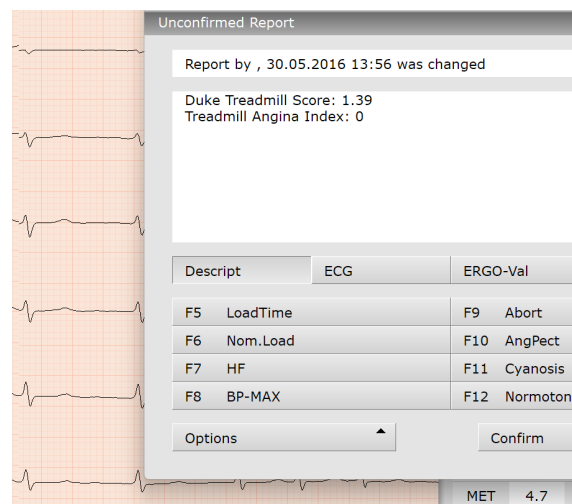 Unconfirmed Report
Report by , 30.05.2016 13:56 was changed
Duke Treadmill Score: 1.39
Treadmill Angina Index: 0
Descript ECG ERGO-Val
F5 LoadTime F9 Abort
F6 Nom.Load F10 AngPect
F7 HF F11 Cyanosis
F8 BP-MAX F12 Normoton
Options Confirm
MET 4.7